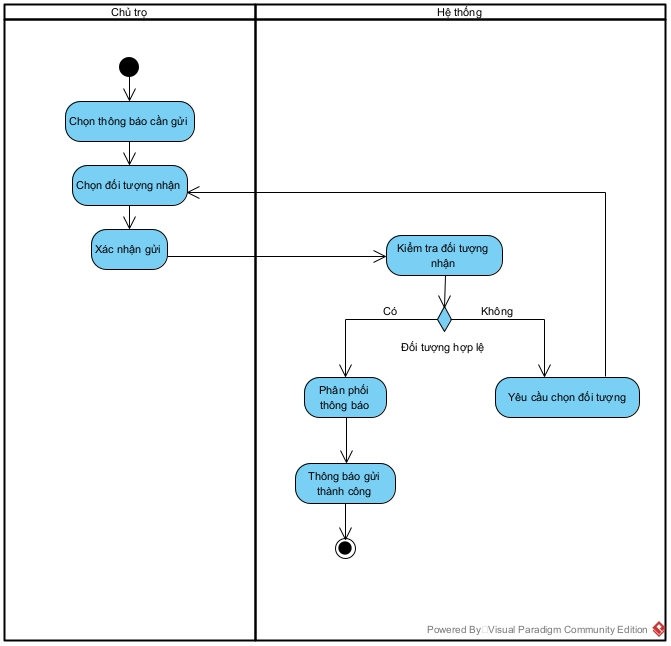 Chủ trọ
Hệ thống
Chọn thông báo cần gửi
Chọn đối tượng nhận
Xác nhận gửi
Kiểm tra đối tượng
nhận
Có
Không
Đối tượng hợp lệ
Phân phối
thông báo
Yêu cầu chọn đối tượng
Thông báo gửi
thành công
Powered By Visual Paradigm Community Edition